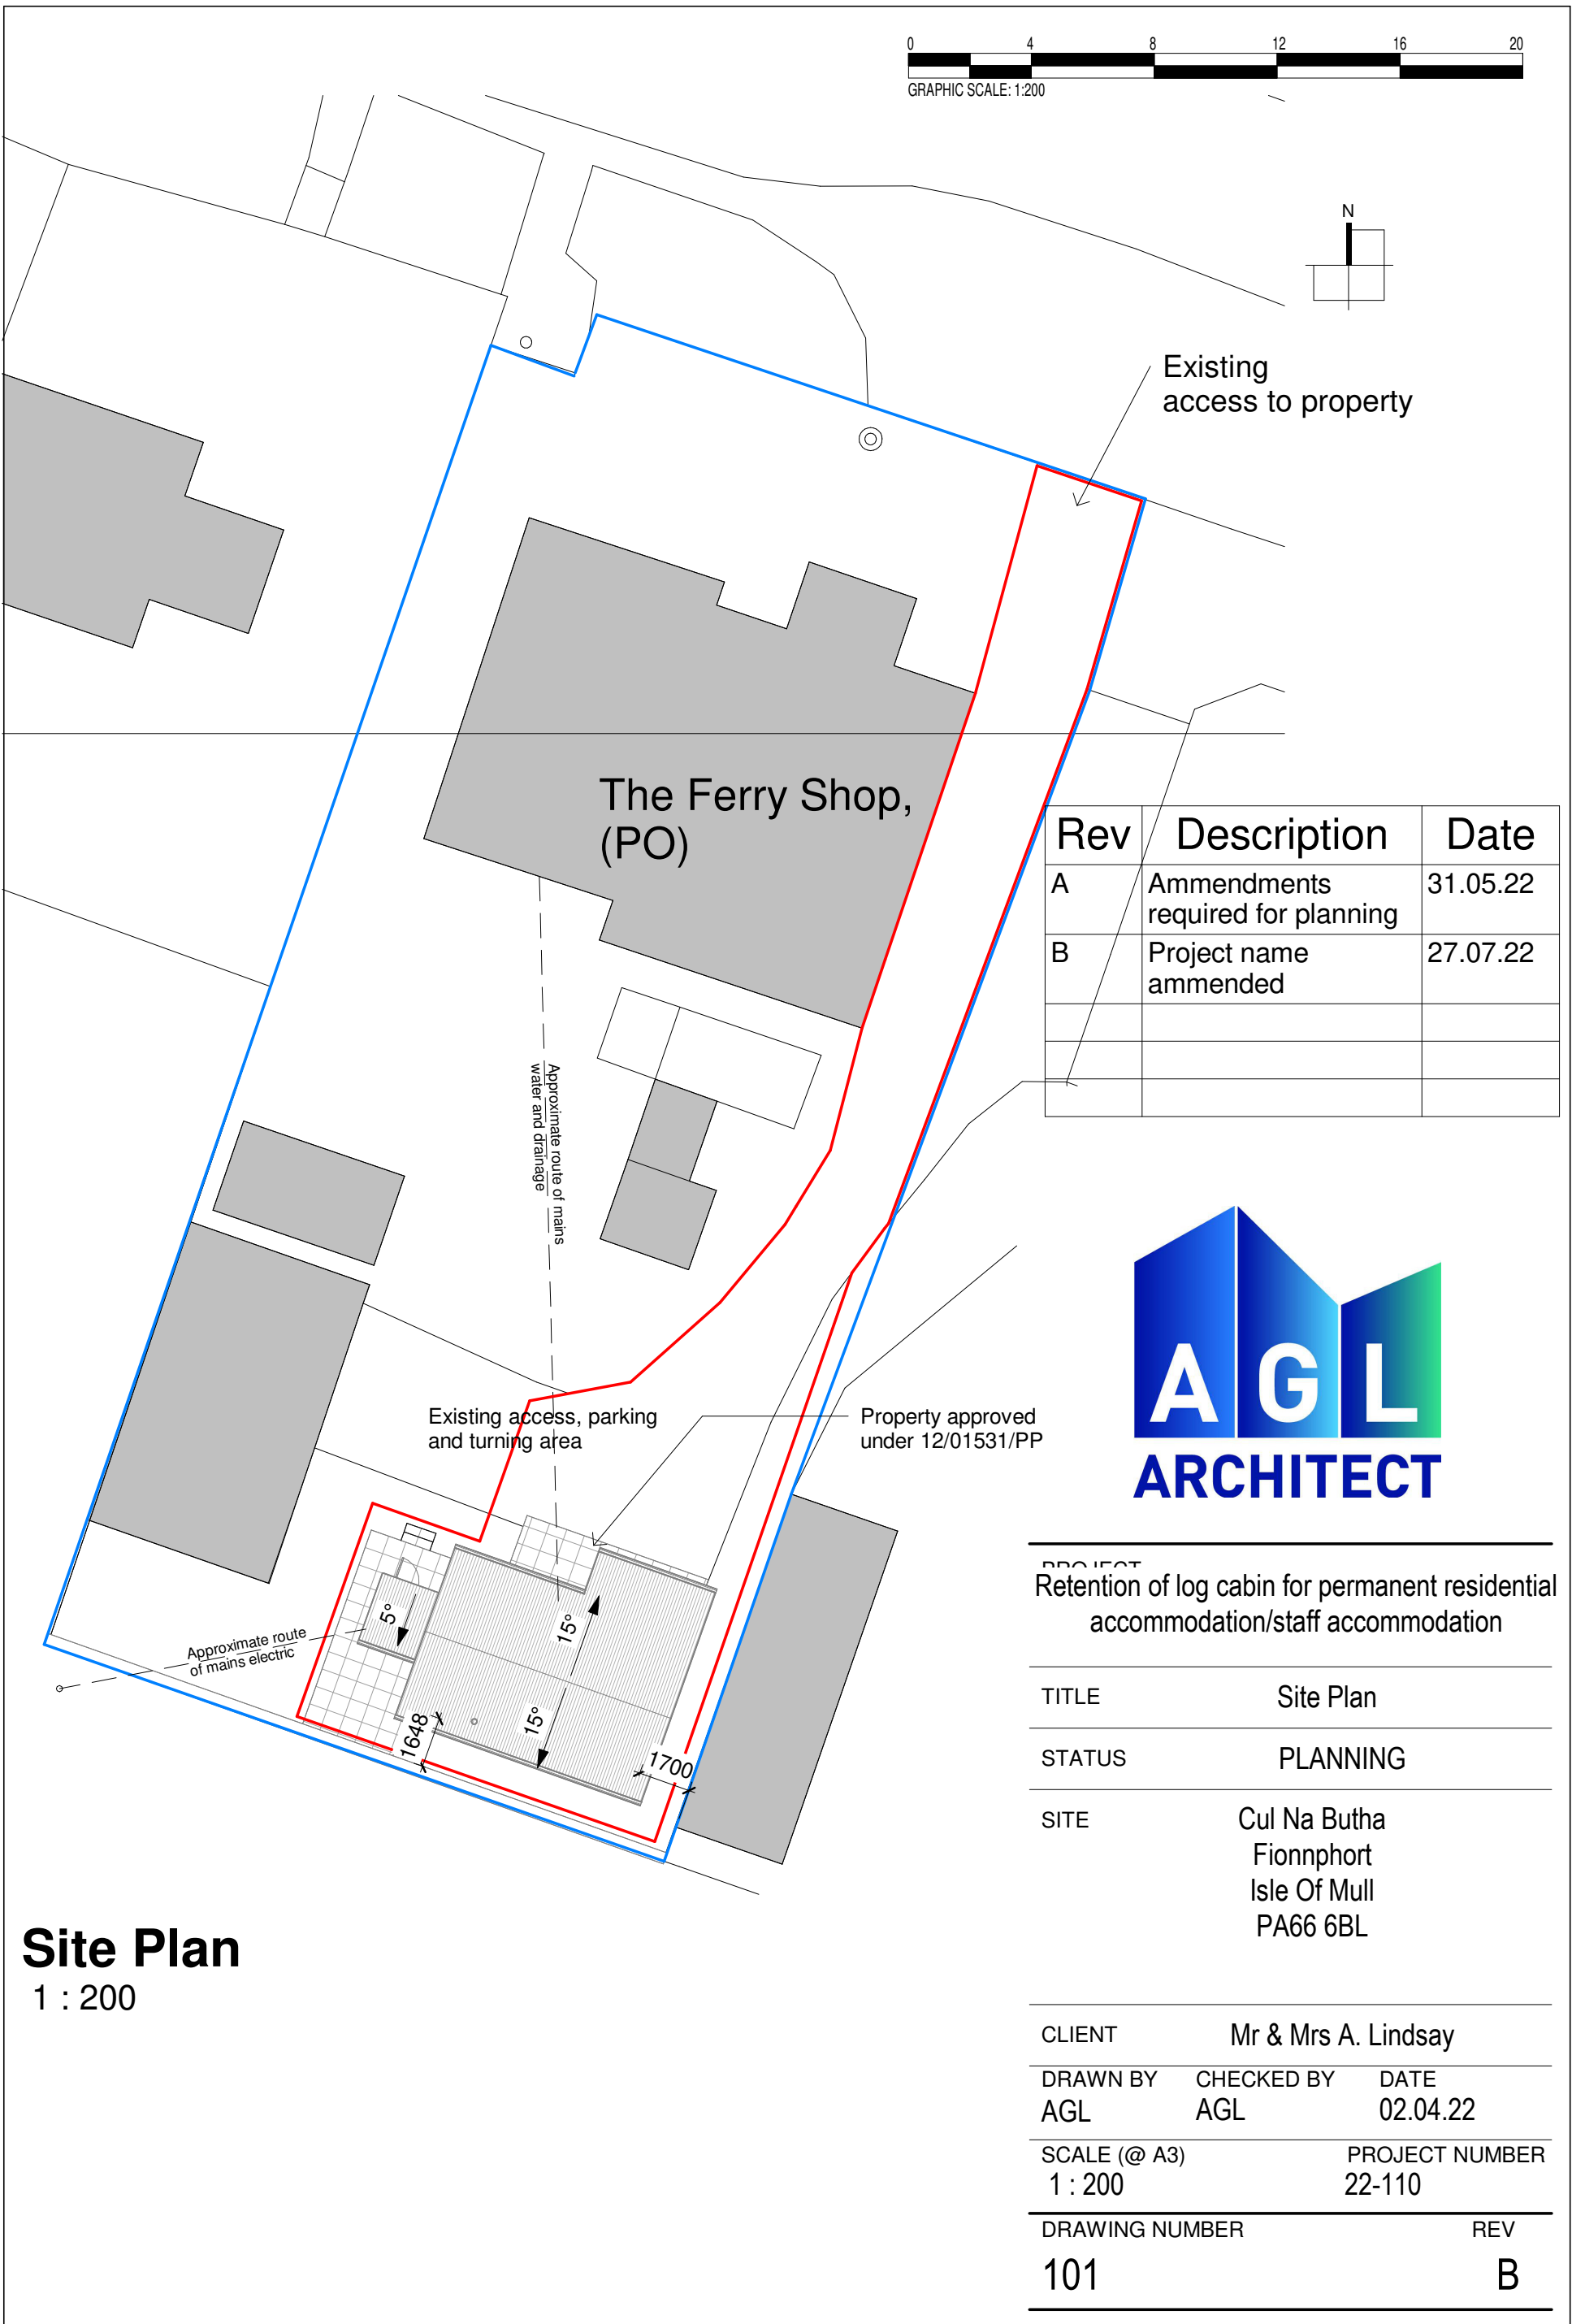 0 4 8 12 16 20
GRAPHIC SCALE: 1:200
N
Existing
access to property
The Ferry Shop,
(PO)
Rev Description Date
A Ammendments required for planning 31.05.22
B Project name ammended 27.07.22
Approximate route of mains
water and drainage
Existing access, parking
and turning area
Property approved
under 12/01531/PP
Approximate route
of mains electric
5°
15°
15°
1648
1700
Site Plan
1 : 200
AGL
ARCHITECT
PROJECT
Retention of log cabin for permanent residential
accommodation/staff accommodation
TITLE Site Plan
STATUS PLANNING
SITE Cul Na Butha
Fionnphort
Isle Of Mull
PA66 6BL
CLIENT Mr & Mrs A. Lindsay
DRAWN BY CHECKED BY DATE
AGL AGL 02.04.22
SCALE (@ A3) PROJECT NUMBER
1 : 200 22-110
DRAWING NUMBER REV
101 B